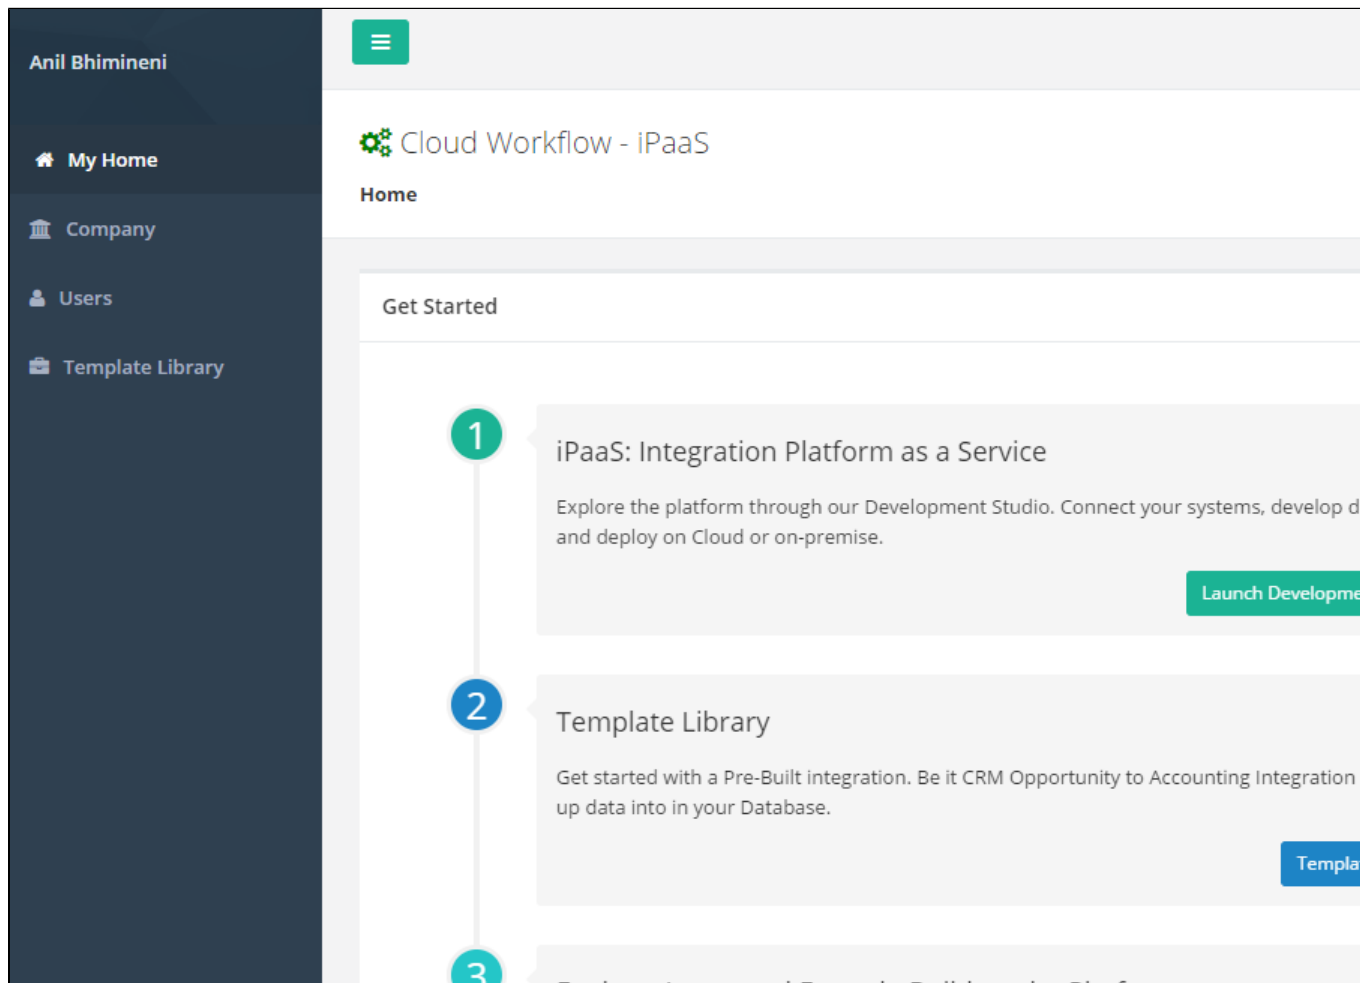 Anil Bhimineni
My Home
Company
Users
Template Library
Cloud Workflow - iPaaS
Home
Get Started
1
iPaaS: Integration Platform as a Service
Explore the platform through our Development Studio. Connect your systems, develop d
and deploy on Cloud or on-premise.
Launch Developme
2
Template Library
Get started with a Pre-Built integration. Be it CRM Opportunity to Accounting Integration
up data into in your Database.
Templa
3